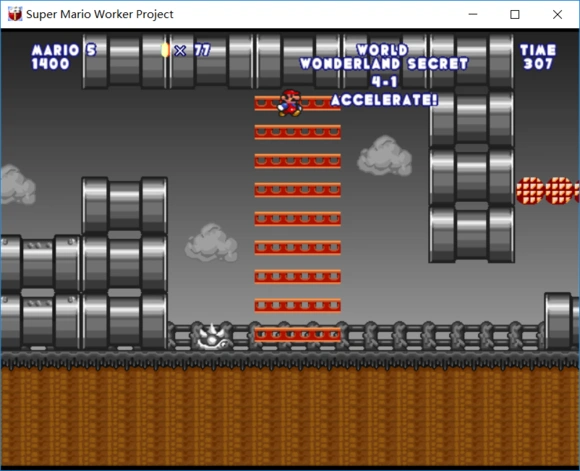 Super Mario Worker Project
MARIO 5
1400
× 77
WORLD
WONDERLAND SECRET
4-1
ACCELERATE!
TIME
307